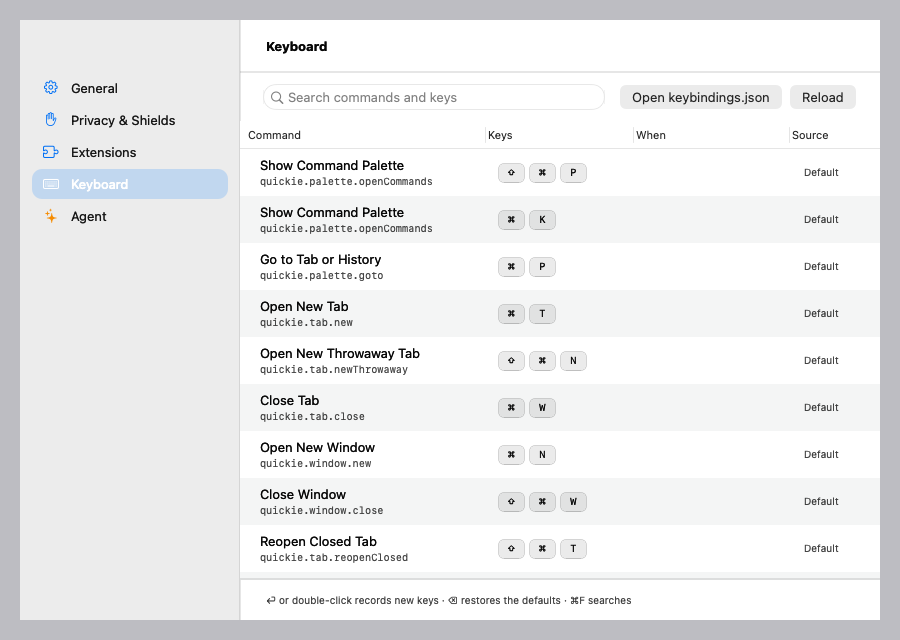 Keyboard
General
Privacy & Shields
Extensions
Keyboard
Agent
Search commands and keys
Open keybindings.json
Reload
Command Keys When Source
Show Command Palette
quickie.palette.openCommands
⇧ ⌘ P Default
Show Command Palette
quickie.palette.openCommands
⌘ K Default
Go to Tab or History
quickie.palette.goto
⌘ P Default
Open New Tab
quickie.tab.new
⌘ T Default
Open New Throwaway Tab
quickie.tab.newThrowaway
⇧ ⌘ N Default
Close Tab
quickie.tab.close
⌘ W Default
Open New Window
quickie.window.new
⌘ N Default
Close Window
quickie.window.close
⇧ ⌘ W Default
Reopen Closed Tab
quickie.tab.reopenClosed
⇧ ⌘ T Default
⏎ or double-click records new keys · ⌫ restores the defaults · ⌘F searches